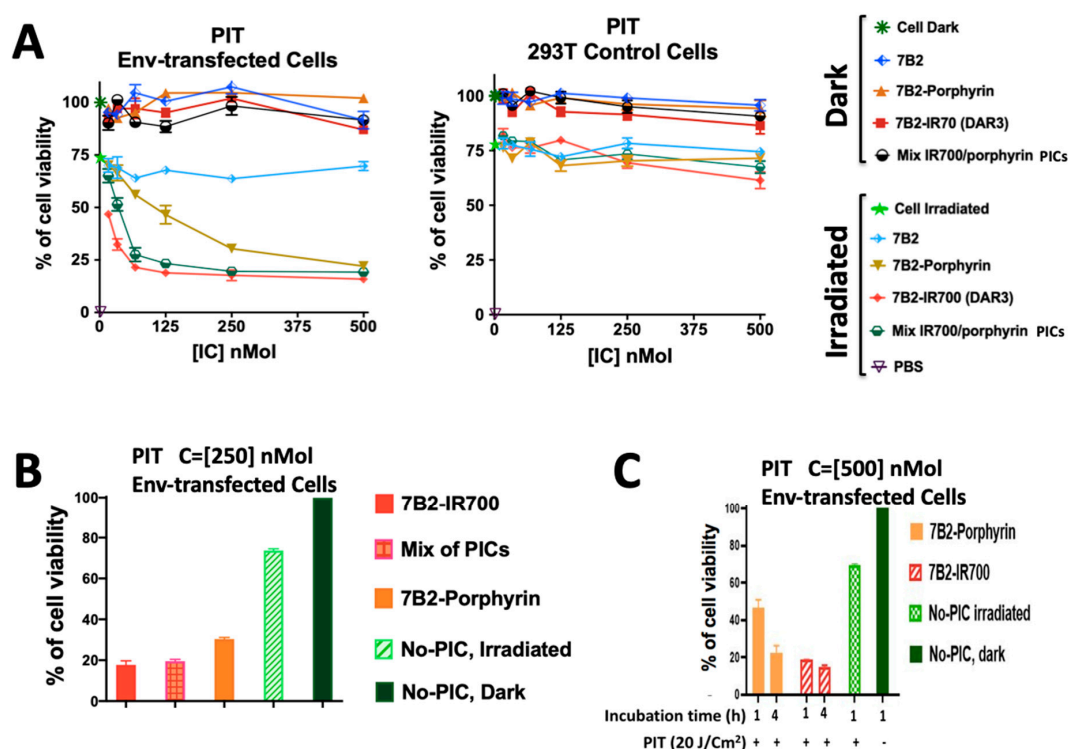 A
PIT
Env-transfected Cells
% of cell viability
100
75
50
25
0
0 125 250 375 500
[IC] nMol
PIT
293T Control Cells
% of cell viability
100
75
50
25
0
0 125 250 375 500
[IC] nMol
Dark
Cell Dark
7B2
7B2-Porphyrin
7B2-IR70 (DAR3)
Mix IR700/porphyrin PICs
Irradiated
Cell Irradiated
7B2
7B2-Porphyrin
7B2-IR700 (DAR3)
Mix IR700/porphyrin PICs
PBS
B
PIT C=[250] nMol
Env-transfected Cells
% of cell viability
100
80
60
40
20
0
7B2-IR700
Mix of PICs
7B2-Porphyrin
No-PIC, Irradiated
No-PIC, Dark
C
PIT C=[500] nMol
Env-transfected Cells
% of cell viability
100
80
60
40
20
0
7B2-Porphyrin
7B2-IR700
No-PIC irradiated
No-PIC, dark
Incubation time (h) 1 4 1 4 1 1
PIT (20 J/Cm²) + + + + + -